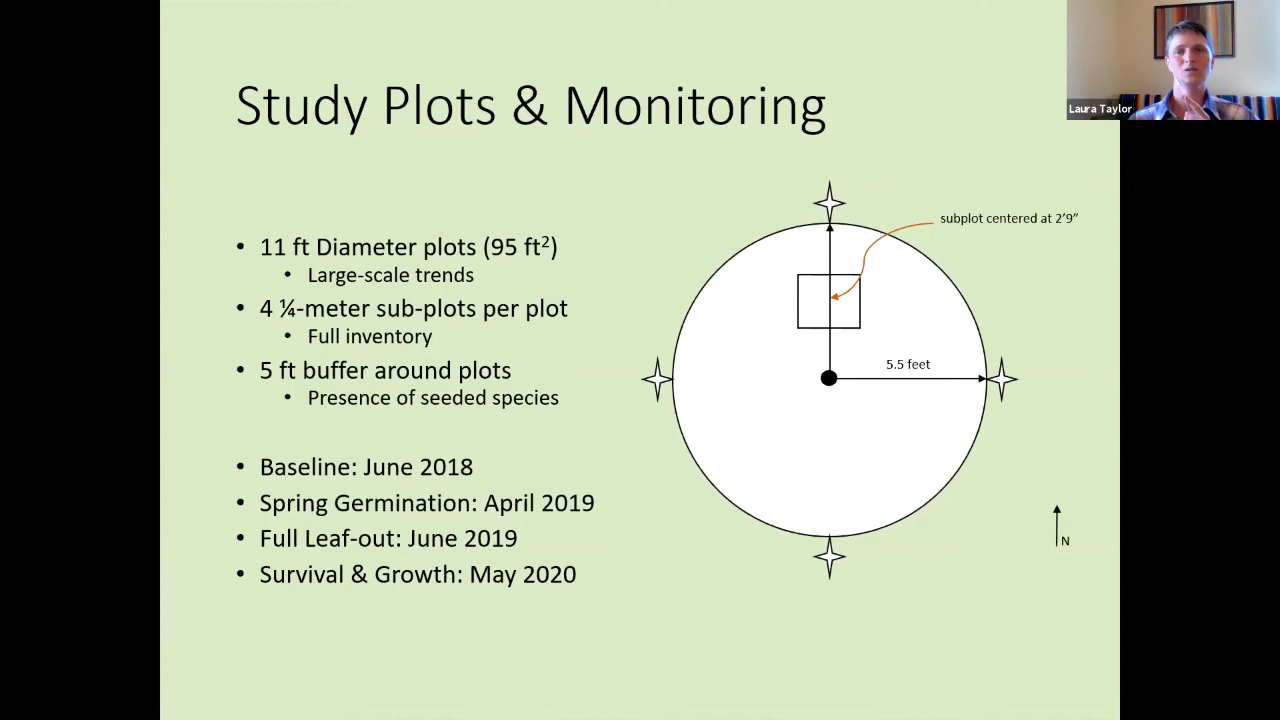 Study Plots & Monitoring
• 11 ft Diameter plots (95 ft²)
• Large-scale trends
• 4 ¼-meter sub-plots per plot
• Full inventory
• 5 ft buffer around plots
• Presence of seeded species
• Baseline: June 2018
• Spring Germination: April 2019
• Full Leaf-out: June 2019
• Survival & Growth: May 2020
subplot centered at 2’9”
5.5 feet
N
Laura Taylor